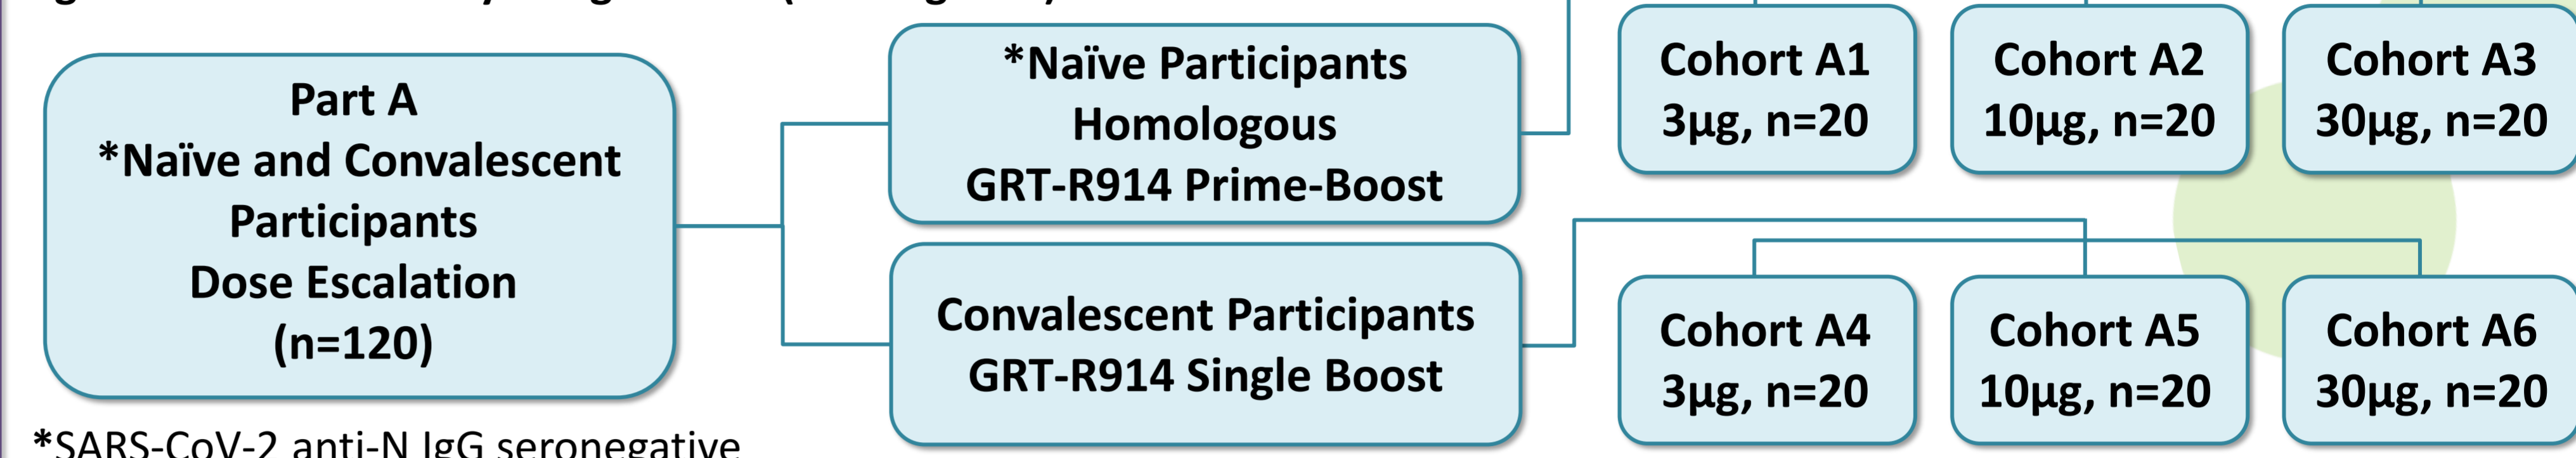 Part A
*Naïve and Convalescent
Participants
Dose Escalation
(n=120)
*Naïve Participants
Homologous
GRT-R914 Prime-Boost
Convalescent Participants
GRT-R914 Single Boost
Cohort A1
3µg, n=20
Cohort A2
10µg, n=20
Cohort A3
30µg, n=20
Cohort A4
3µg, n=20
Cohort A5
10µg, n=20
Cohort A6
30µg, n=20
*SARS-CoV-2 anti-N IgG seronegative